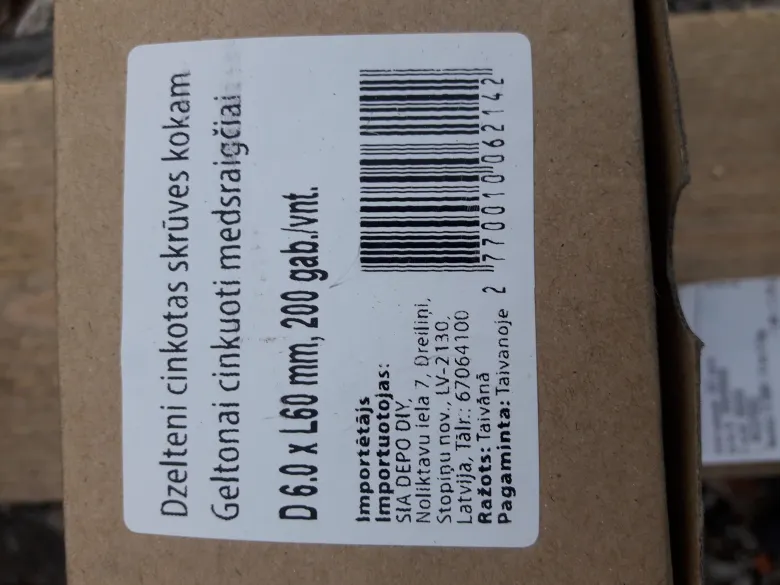 Dzelteni cinkotas skrūves kokam
Geltonai cinkuoti medsraigčiai
D 6.0 x L60 mm, 200 gab./vnt.
Importētājs
Importuotojas:
SIA DEPO DIY,
Noliktavu iela 7, Dreiliņi,
Stopiņu nov., LV-2130,
Latvija, Tālr.: 67064100
Ražots: Taivānā
Pagaminta: Taivanoje
2 770010 062142